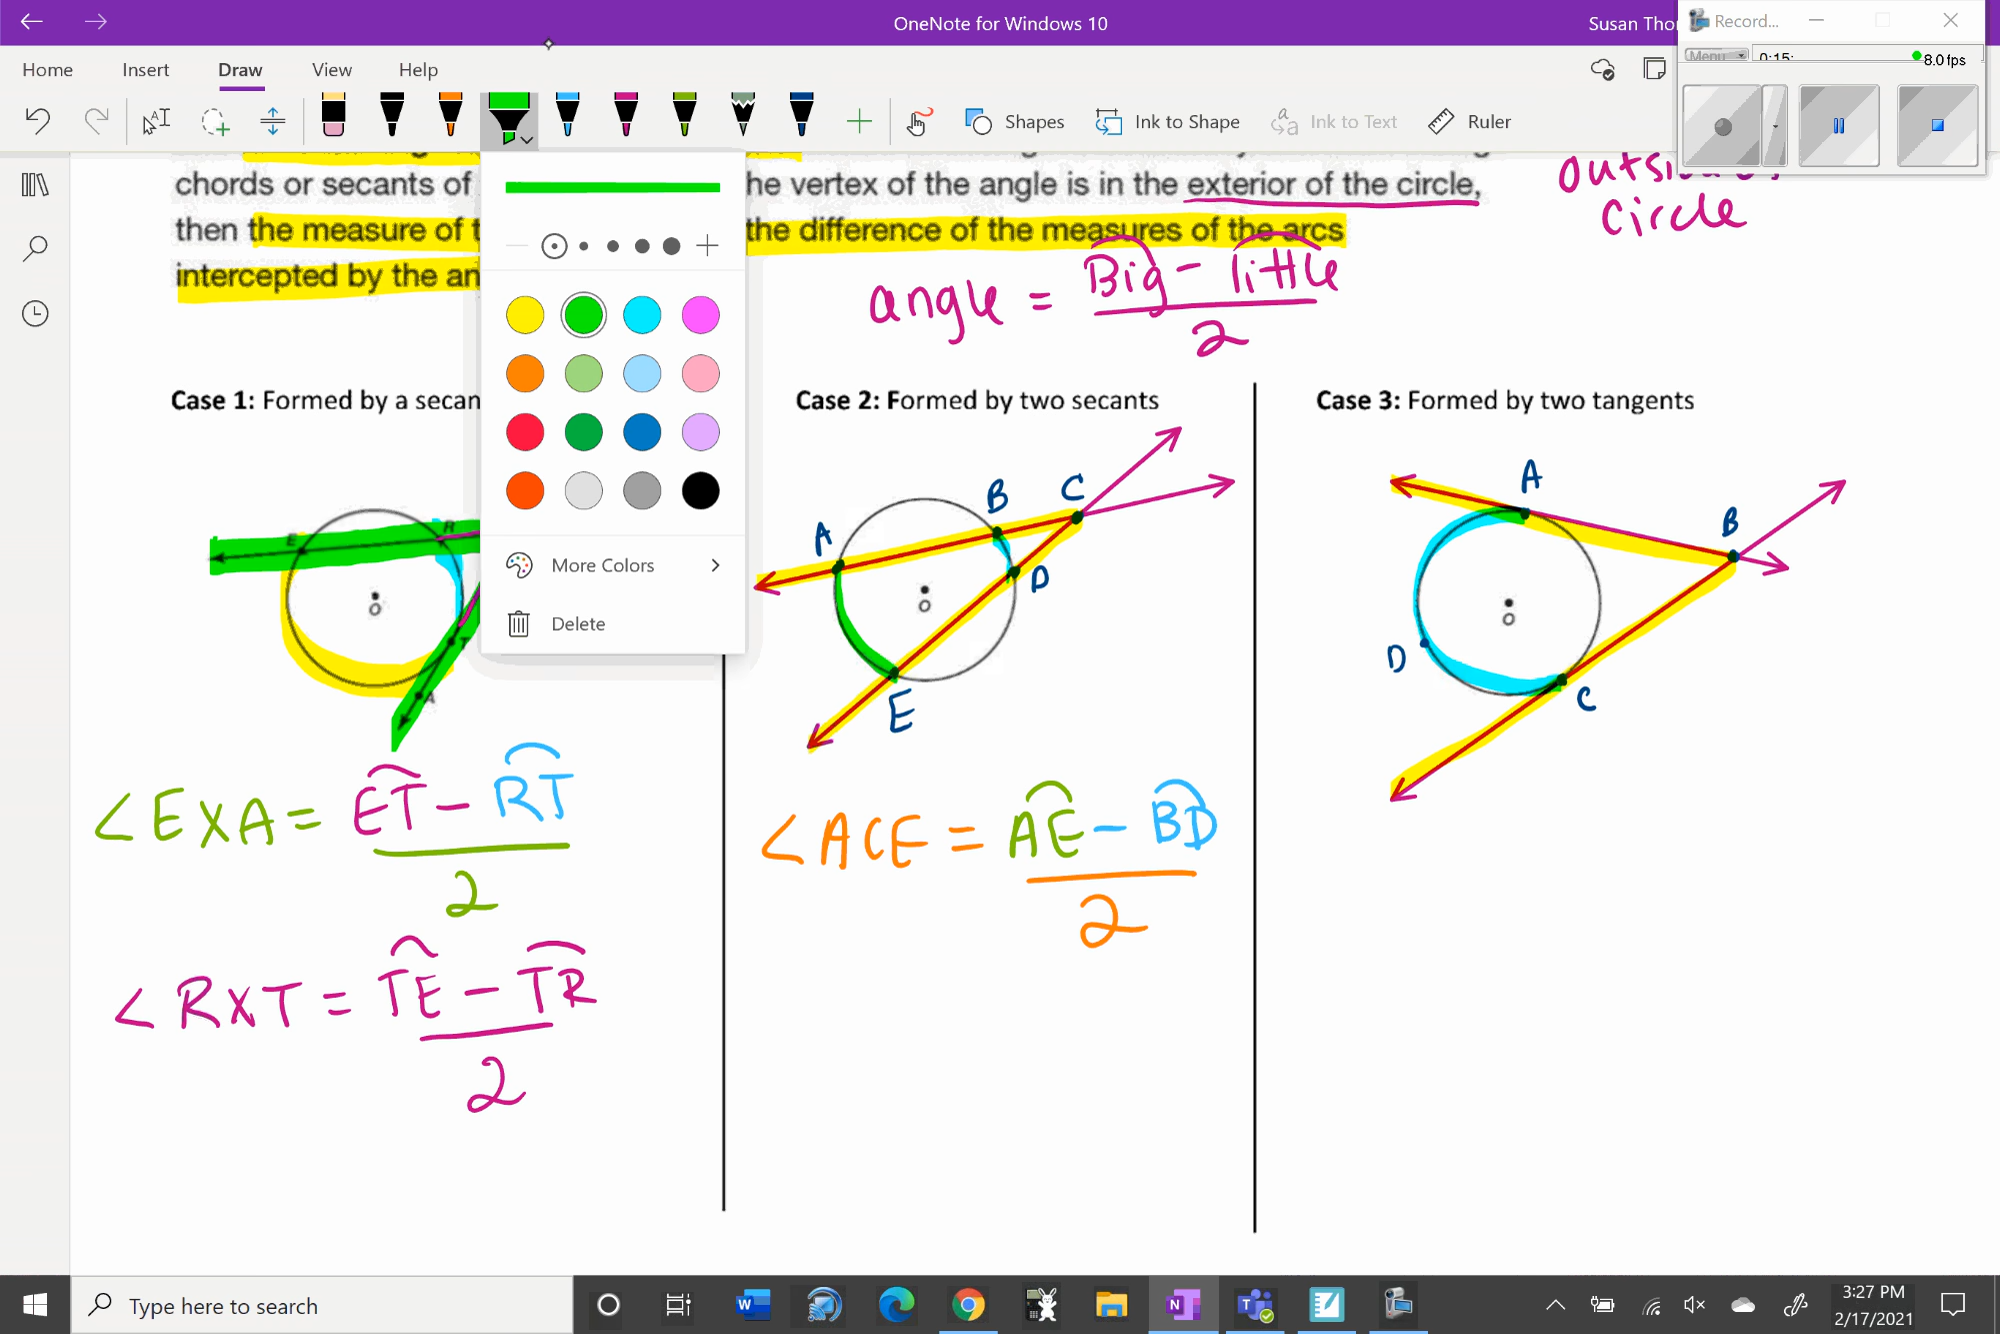 OneNote for Windows 10
Susan Thor
Record...
Menu
0:15:
8.0 fps
Home Insert Draw View Help
Shapes Ink to Shape Ink to Text Ruler
chords or secants of
he vertex of the angle is in the exterior of the circle,
circle
then the measure of t
the difference of the measures of the arcs
intercepted by the an
angle = Big - little
2
Case 1: Formed by a secan
Case 2: Formed by two secants
Case 3: Formed by two tangents
More Colors
Delete
E R
O
T
A
A B C
D
O
E
A
B
O
D
C
<EXA = ET - RT
2
<RXT = TE - TR
2
<ACE = AE - BD
2
Type here to search
3:27 PM
2/17/2021